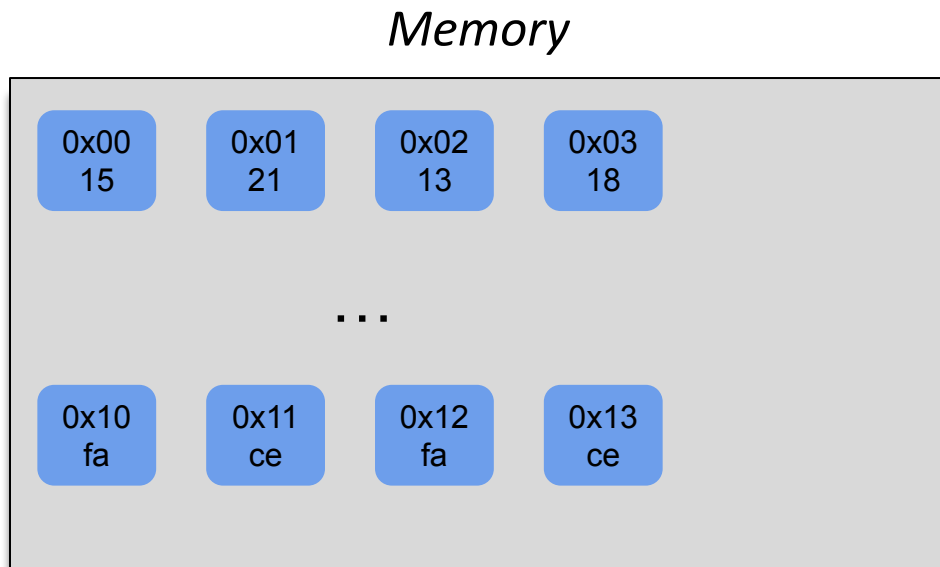 Memory
0x00 0x01 0x02 0x03
15 21 13 18
...
0x10 0x11 0x12 0x13
fa ce fa ce